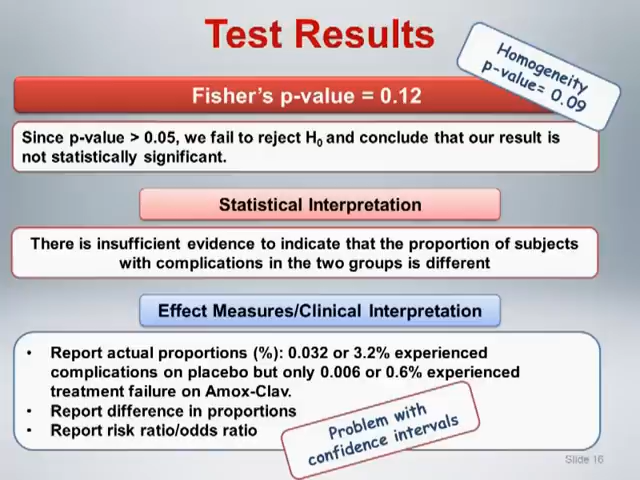 Test Results
Homogeneity
p-value= 0.09
Fisher's p-value = 0.12
Since p-value > 0.05, we fail to reject H0 and conclude that our result is
not statistically significant.
Statistical Interpretation
There is insufficient evidence to indicate that the proportion of subjects
with complications in the two groups is different
Effect Measures/Clinical Interpretation
• Report actual proportions (%): 0.032 or 3.2% experienced
complications on placebo but only 0.006 or 0.6% experienced
treatment failure on Amox-Clav.
• Report difference in proportions
• Report risk ratio/odds ratio
Problem with
confidence intervals
Slide 16